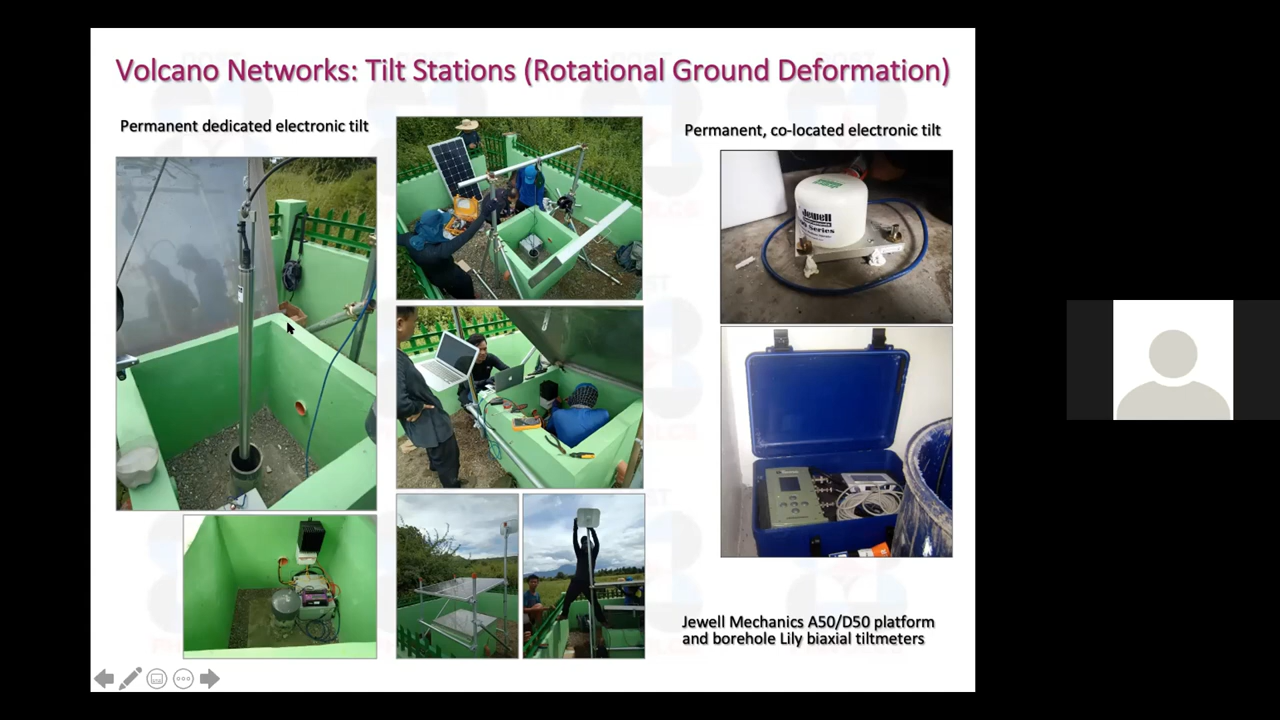 Volcano Networks: Tilt Stations (Rotational Ground Deformation)
Permanent dedicated electronic tilt
Permanent, co-located electronic tilt
Jewell
Series
Jewell Mechanics A50/D50 platform
and borehole Lily biaxial tiltmeters